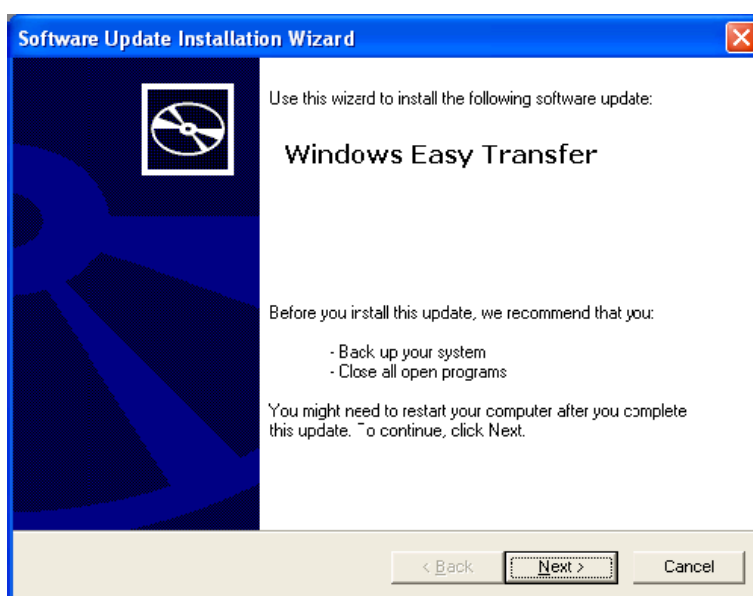 Software Update Installation Wizard
Use this wizard to install the following software update:
Windows Easy Transfer
Before you install this update, we recommend that you:
- Back up your system
- Close all open programs
You might need to restart your computer after you complete
this update. To continue, click Next.
< Back
Next >
Cancel